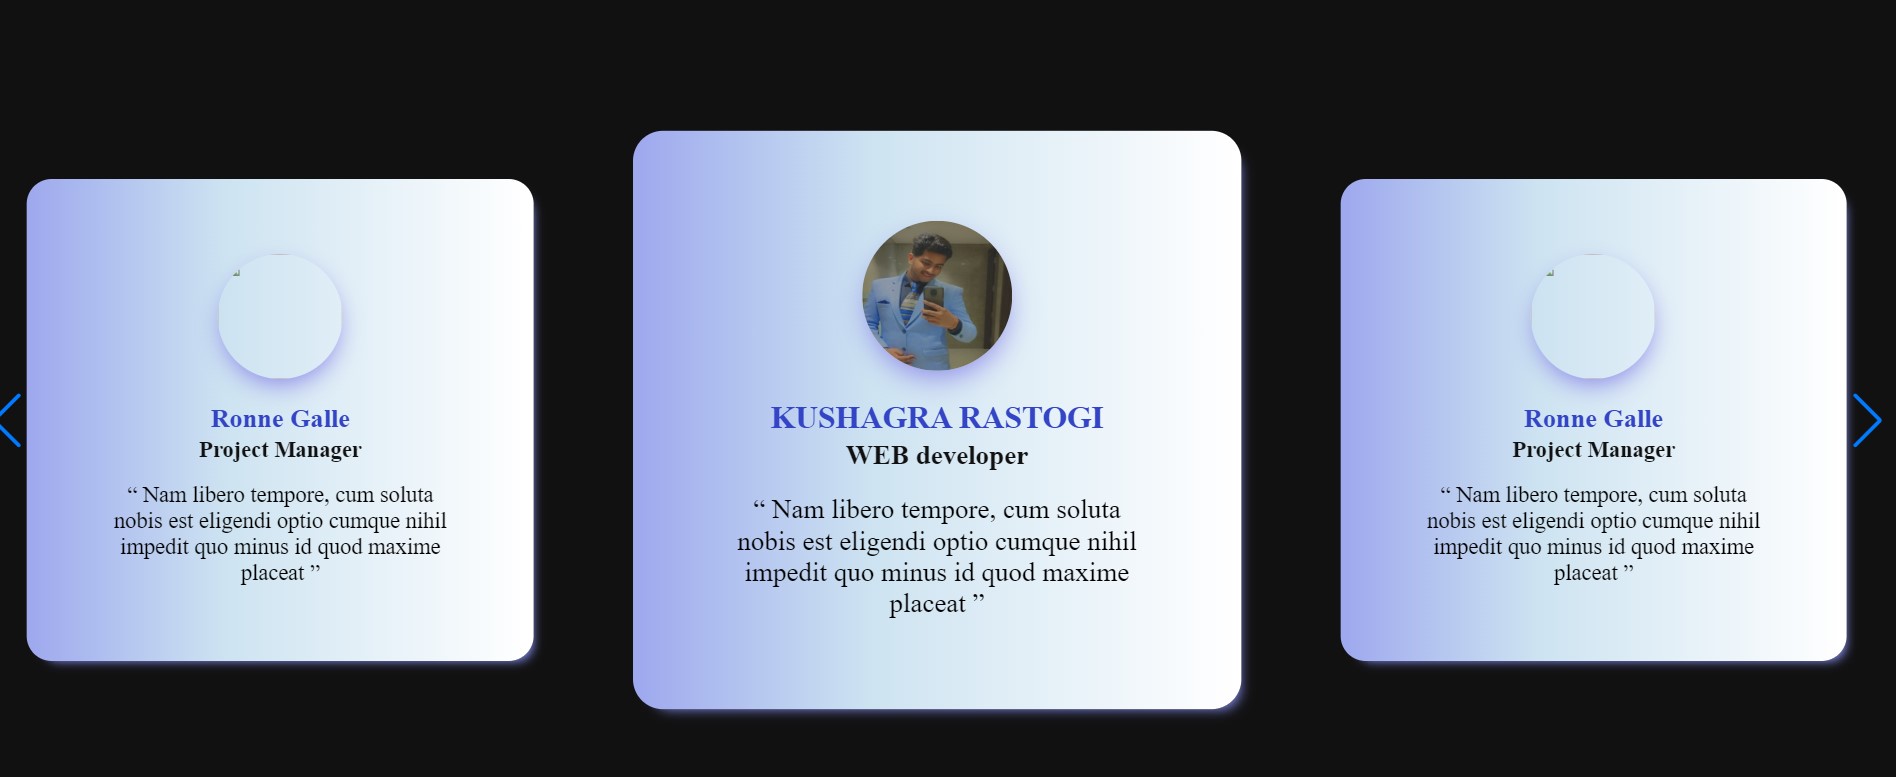 Ronne Galle
Project Manager
“ Nam libero tempore, cum soluta
nobis est eligendi optio cumque nihil
impedit quo minus id quod maxime
placeat ”
KUSHAGRA RASTOGI
WEB developer
“ Nam libero tempore, cum soluta
nobis est eligendi optio cumque nihil
impedit quo minus id quod maxime
placeat ”
Ronne Galle
Project Manager
“ Nam libero tempore, cum soluta
nobis est eligendi optio cumque nihil
impedit quo minus id quod maxime
placeat ”